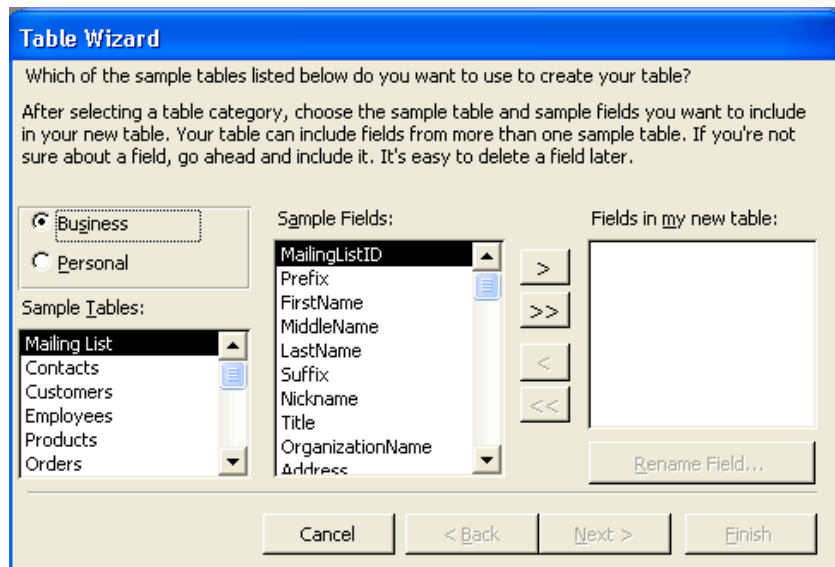 Table Wizard
Which of the sample tables listed below do you want to use to create your table?
After selecting a table category, choose the sample table and sample fields you want to include
in your new table. Your table can include fields from more than one sample table. If you're not
sure about a field, go ahead and include it. It's easy to delete a field later.
Business
Personal
Sample Tables:
Mailing List
Contacts
Customers
Employees
Products
Orders
Sample Fields:
MailingListID
Prefix
FirstName
MiddleName
LastName
Suffix
Nickname
Title
OrganizationName
Address
>
>>
<
<<
Fields in my new table:
Rename Field...
Cancel
< Back
Next >
Finish